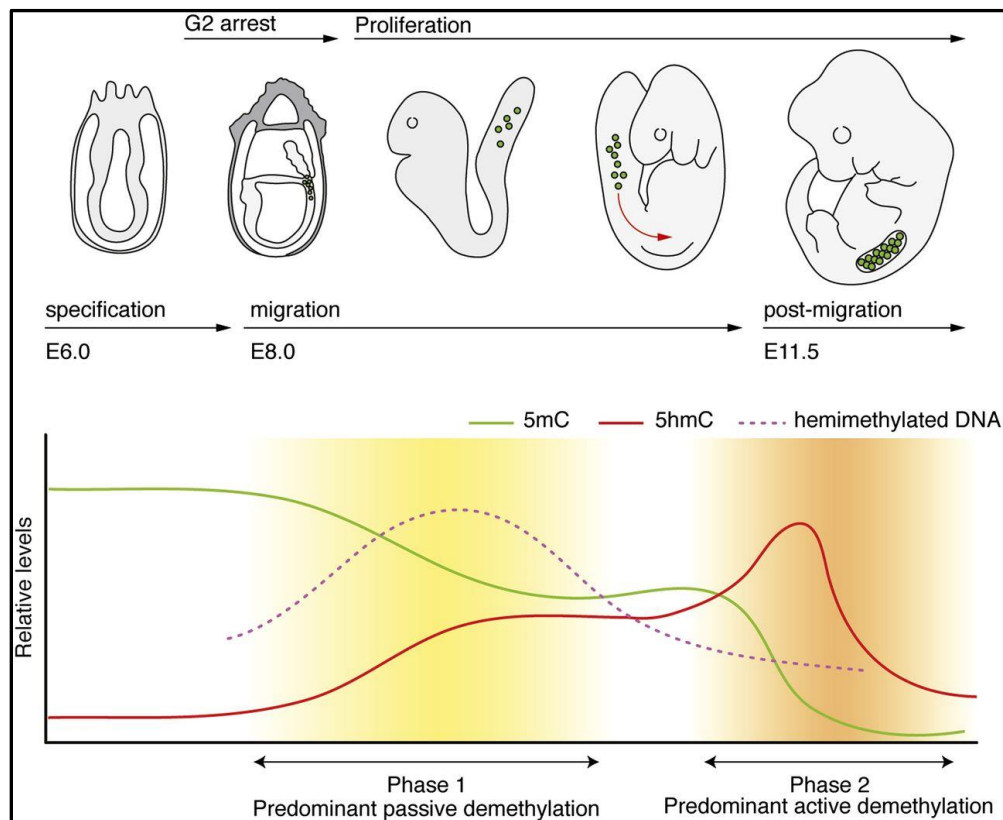 G2 arrest
Proliferation
specification
migration
post-migration
E6.0
E8.0
E11.5
5mC
5hmC
hemimethylated DNA
Relative levels
Phase 1
Predominant passive demethylation
Phase 2
Predominant active demethylation